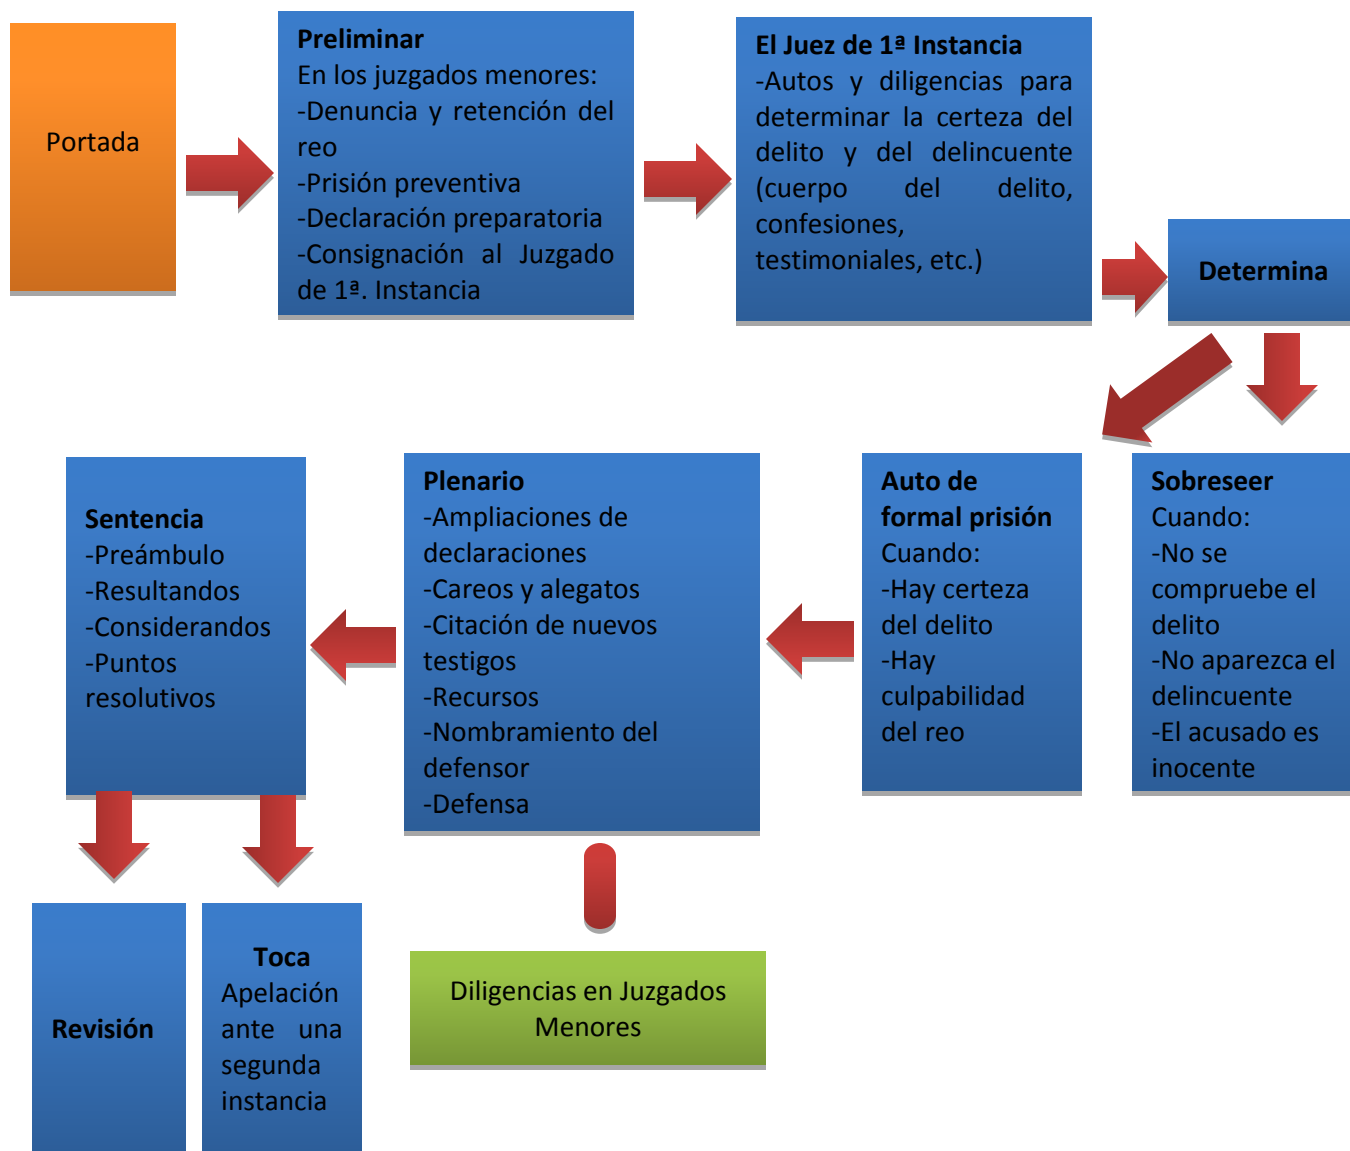 Portada
Preliminar
En los juzgados menores:
-Denuncia y retención del
reo
-Prisión preventiva
-Declaración preparatoria
-Consignación al Juzgado
de 1ª. Instancia
El Juez de 1ª Instancia
-Autos y diligencias para
determinar la certeza del
delito y del delincuente
(cuerpo del delito,
confesiones,
testimoniales, etc.)
Determina
Sobreseer
Cuando:
-No se
compruebe el
delito
-No aparezca el
delincuente
-El acusado es
inocente
Auto de
formal prisión
Cuando:
-Hay certeza
del delito
-Hay
culpabilidad
del reo
Plenario
-Ampliaciones de
declaraciones
-Careos y alegatos
-Citación de nuevos
testigos
-Recursos
-Nombramiento del
defensor
-Defensa
Sentencia
-Preámbulo
-Resultandos
-Considerandos
-Puntos
resolutivos
Revisión
Toca
Apelación
ante una
segunda
instancia
Diligencias en Juzgados
Menores